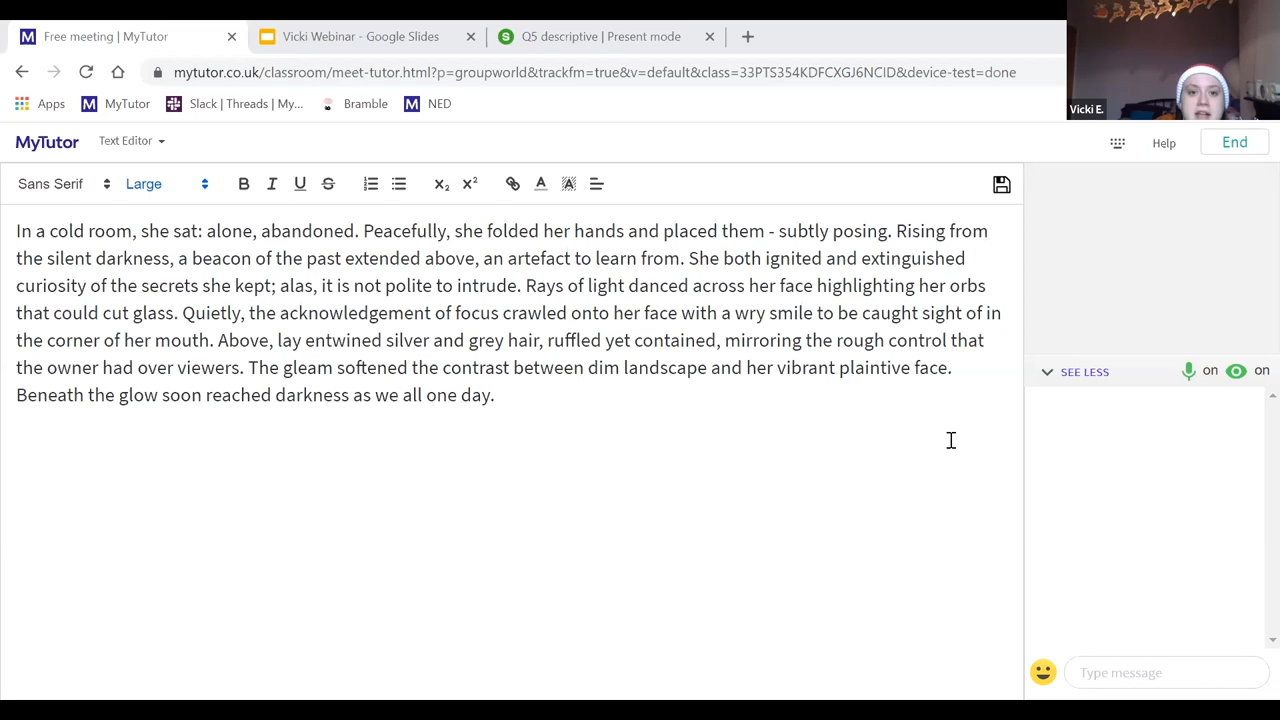 Free meeting | MyTutor
Vicki Webinar - Google Slides
Q5 descriptive | Present mode
mytutor.co.uk/classroom/meet-tutor.html?p=groupworld&trackfm=true&v=default&class=33PTS354KDFCXGJ6NCID&device-test=done
Apps MyTutor Slack | Threads | My... Bramble NED
Vicki E.
MyTutor Text Editor Help End
Sans Serif Large B I U S X₂ X² A A
In a cold room, she sat: alone, abandoned. Peacefully, she folded her hands and placed them - subtly posing. Rising from
the silent darkness, a beacon of the past extended above, an artefact to learn from. She both ignited and extinguished
curiosity of the secrets she kept; alas, it is not polite to intrude. Rays of light danced across her face highlighting her orbs
that could cut glass. Quietly, the acknowledgement of focus crawled onto her face with a wry smile to be caught sight of in
the corner of her mouth. Above, lay entwined silver and grey hair, ruffled yet contained, mirroring the rough control that
the owner had over viewers. The gleam softened the contrast between dim landscape and her vibrant plaintive face.
Beneath the glow soon reached darkness as we all one day.
SEE LESS on on
Type message